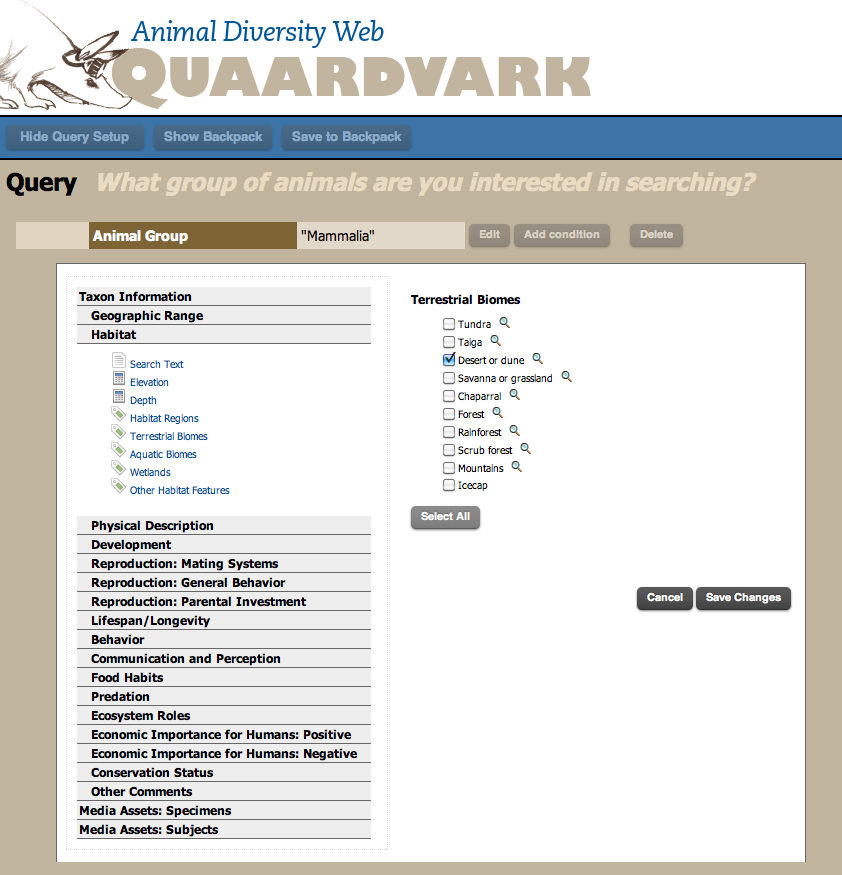 Animal Diversity Web
QUAARDVARK
Hide Query Setup Show Backpack Save to Backpack
Query What group of animals are you interested in searching?
Animal Group "Mammalia" Edit Add condition Delete
Taxon Information
Geographic Range
Habitat
Search Text
Elevation
Depth
Habitat Regions
Terrestrial Biomes
Aquatic Biomes
Wetlands
Other Habitat Features
Physical Description
Development
Reproduction: Mating Systems
Reproduction: General Behavior
Reproduction: Parental Investment
Lifespan/Longevity
Behavior
Communication and Perception
Food Habits
Predation
Ecosystem Roles
Economic Importance for Humans: Positive
Economic Importance for Humans: Negative
Conservation Status
Other Comments
Media Assets: Specimens
Media Assets: Subjects
Terrestrial Biomes
Tundra
Taiga
Desert or dune
Savanna or grassland
Chaparral
Forest
Rainforest
Scrub forest
Mountains
Icecap
Select All
Cancel Save Changes